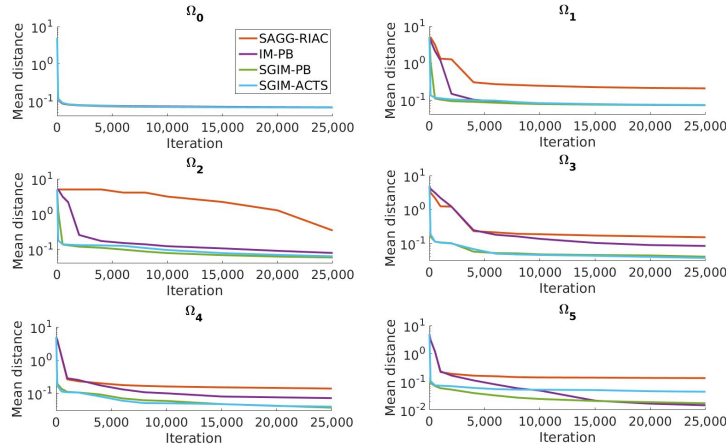 Ω0
Mean distance
10^1
10^-1
0 5,000 10,000 15,000 20,000 25,000
Iteration
SAGG-RIAC
IM-PB
SGIM-PB
SGIM-ACTS
Ω1
Mean distance
10^1
10^0
10^-1
0 5,000 10,000 15,000 20,000 25,000
Iteration
Ω2
Mean distance
10^1
10^0
10^-1
0 5,000 10,000 15,000 20,000 25,000
Iteration
Ω3
Mean distance
10^1
10^0
10^-1
0 5,000 10,000 15,000 20,000 25,000
Iteration
Ω4
Mean distance
10^1
10^0
10^-1
0 5,000 10,000 15,000 20,000 25,000
Iteration
Ω5
Mean distance
10^1
10^0
10^-1
10^-2
0 5,000 10,000 15,000 20,000 25,000
Iteration